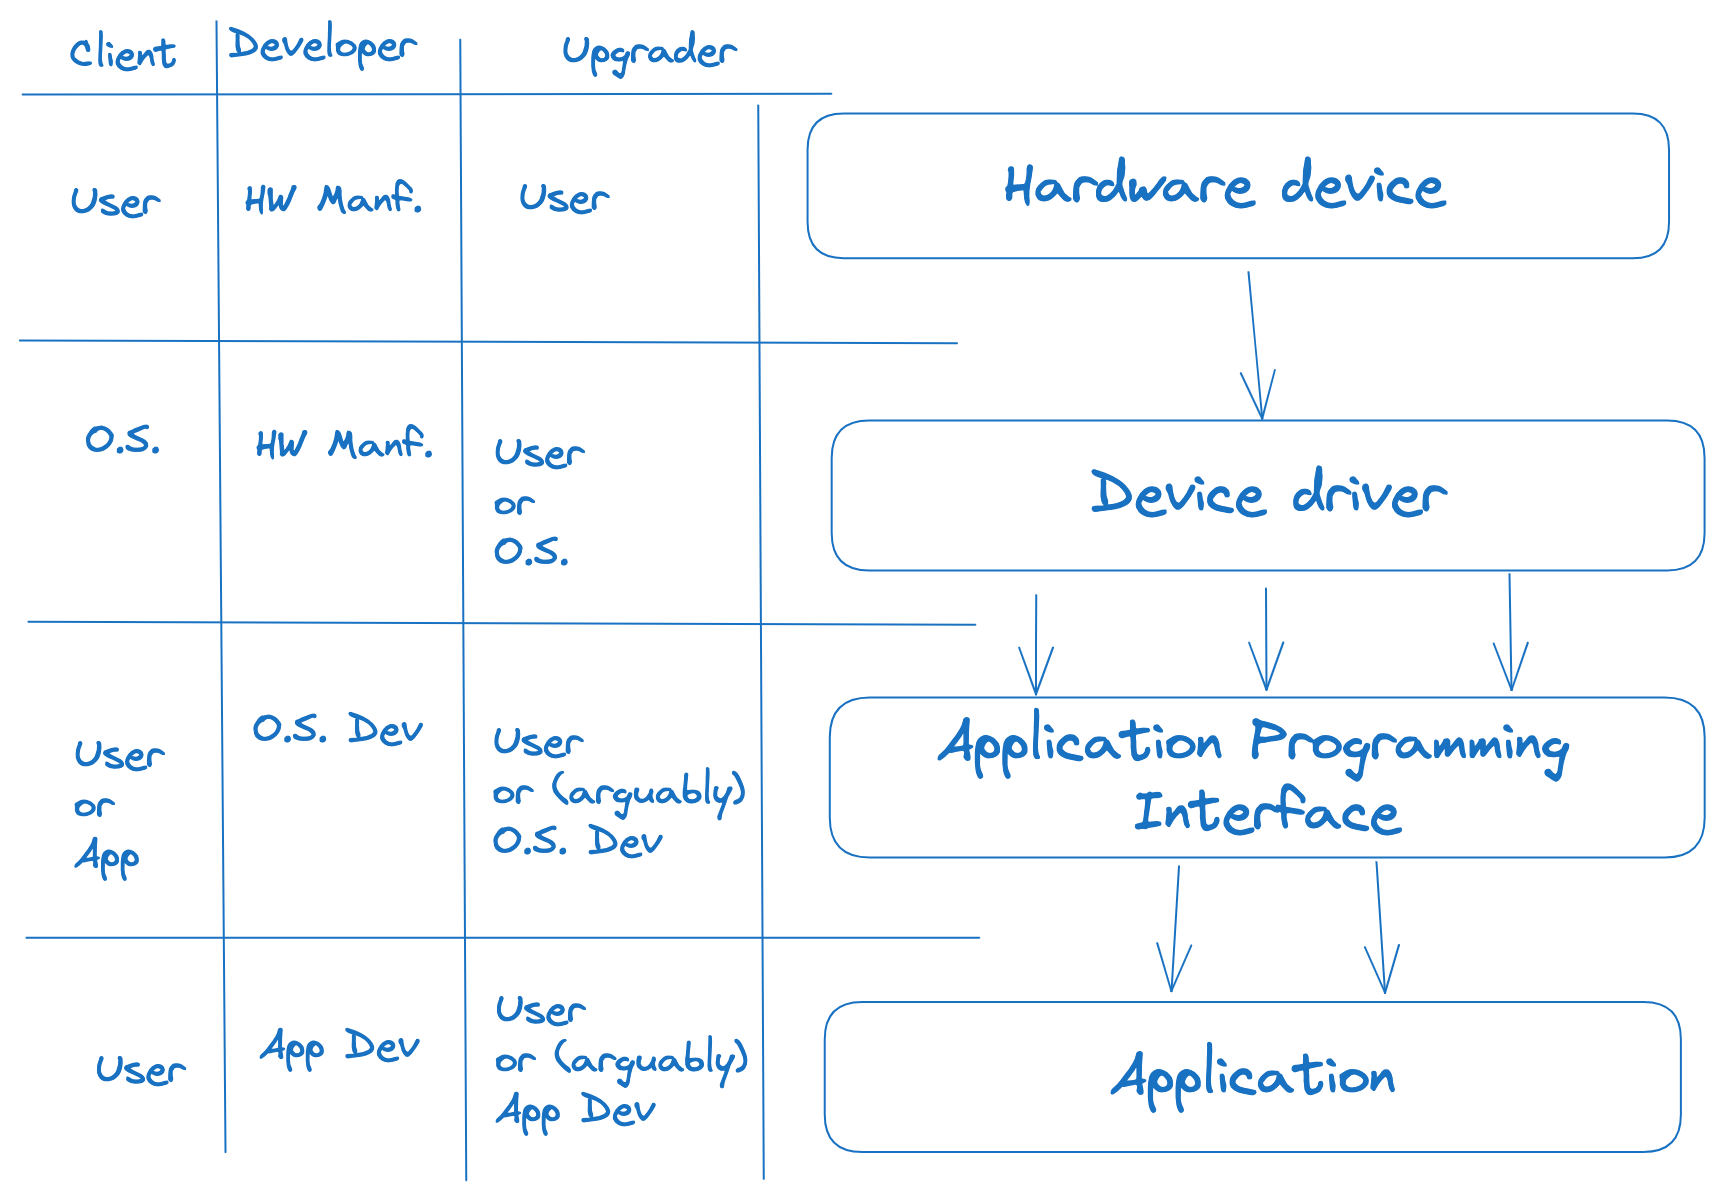 Client
Developer
Upgrader
User
HW Manf.
User
Hardware device
O.S.
HW Manf.
User
or
O.S.
Device driver
User
or
App
O.S. Dev
User
or (arguably)
O.S. Dev
Application Programming
Interface
User
App Dev
User
or (arguably)
App Dev
Application